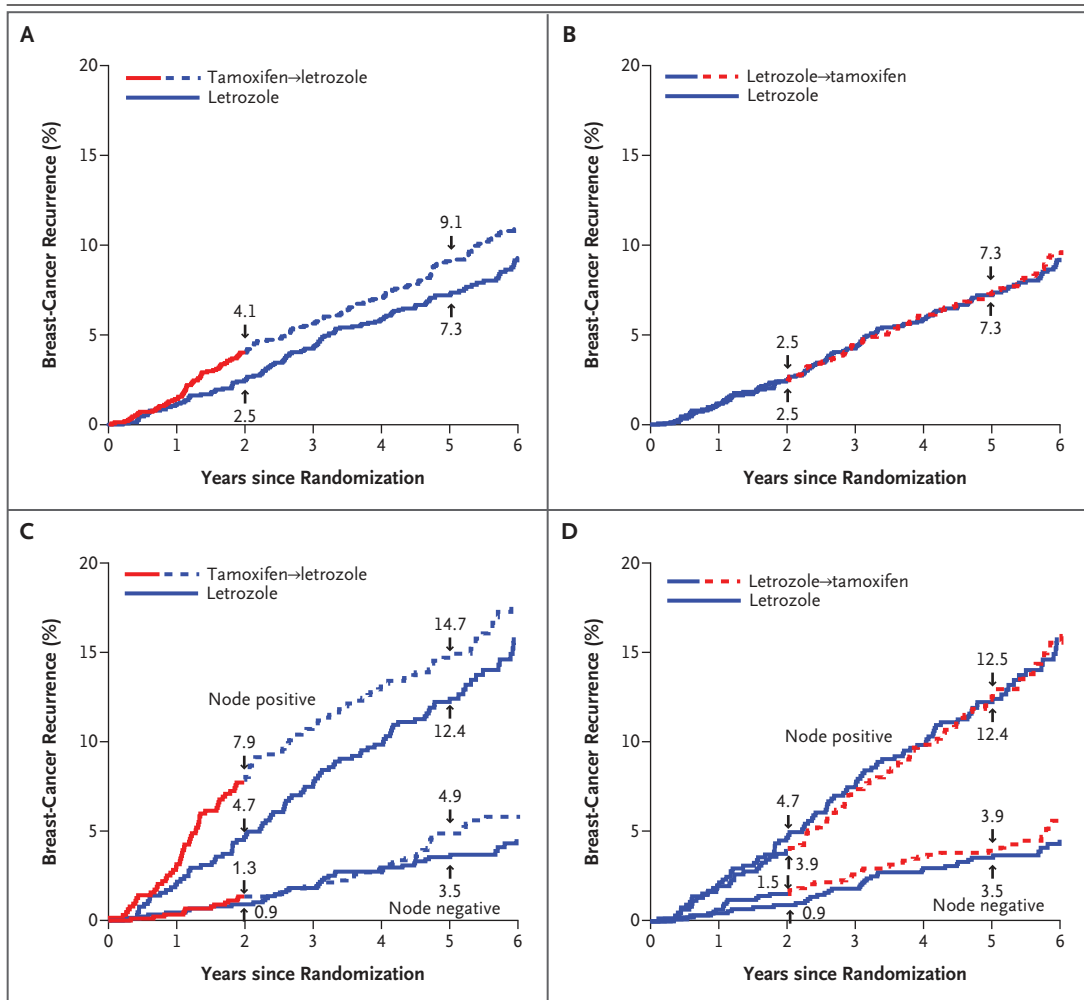 A
Tamoxifen→letrozole
Letrozole
Breast-Cancer Recurrence (%)
20
15
10
5
0
4.1
2.5
9.1
7.3
0 1 2 3 4 5 6
Years since Randomization
B
Letrozole→tamoxifen
Letrozole
Breast-Cancer Recurrence (%)
20
15
10
5
0
2.5
2.5
7.3
7.3
0 1 2 3 4 5 6
Years since Randomization
C
Tamoxifen→letrozole
Letrozole
Breast-Cancer Recurrence (%)
20
15
10
5
0
Node positive
14.7
12.4
7.9
4.7
4.9
3.5
1.3
0.9
Node negative
0 1 2 3 4 5 6
Years since Randomization
D
Letrozole→tamoxifen
Letrozole
Breast-Cancer Recurrence (%)
20
15
10
5
0
Node positive
12.5
12.4
4.7
3.9
3.9
3.5
1.5
0.9
Node negative
0 1 2 3 4 5 6
Years since Randomization